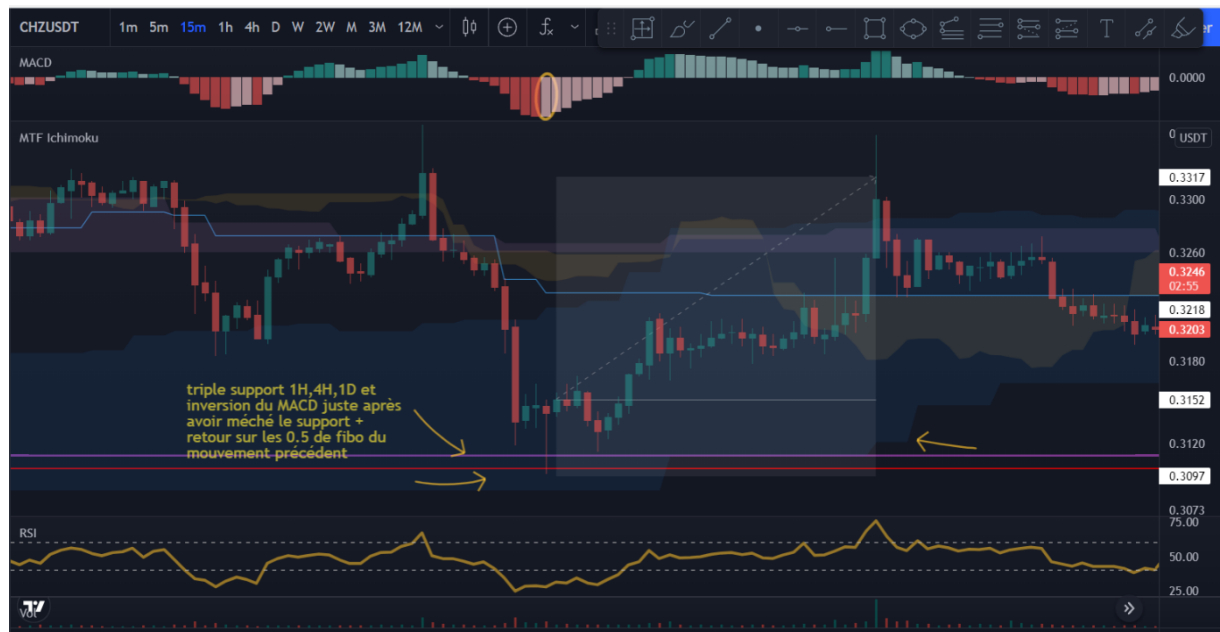 CHZUSDT 1m 5m 15m 1h 4h D W 2W M 3M 12M
MACD
0.0000
MTF Ichimoku
USDT
0.3317
0.3300
0.3260
0.3246
02:55
0.3218
0.3203
0.3180
triple support 1H,4H,1D et
inversion du MACD juste après
avoir méché le support +
retour sur les 0.5 de fibo du
mouvement précédent
0.3152
0.3120
0.3097
0.3073
RSI
75.00
50.00
25.00
Vol